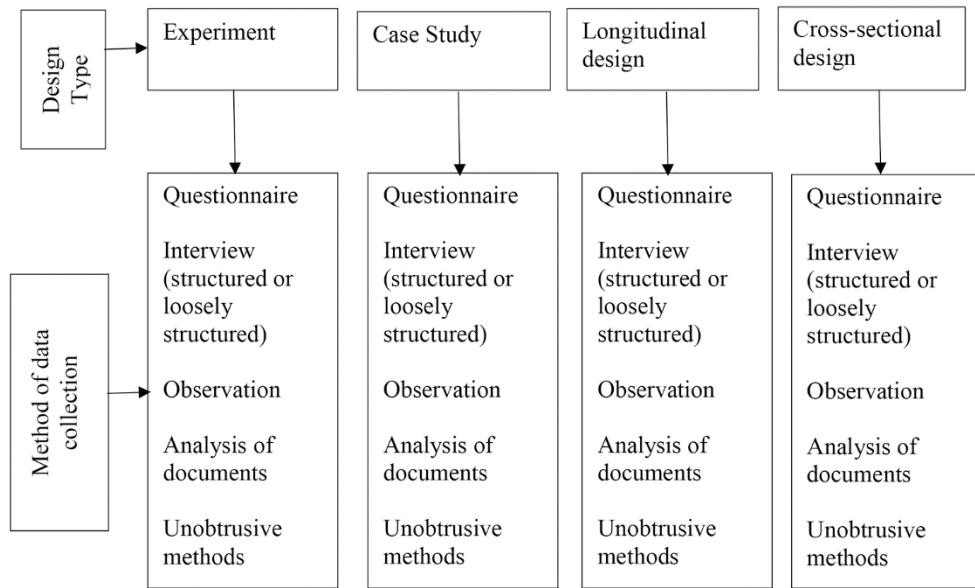 Design
Type
Experiment
Case Study
Longitudinal
design
Cross-sectional
design
Method of data
collection
Questionnaire
Interview
(structured or
loosely
structured)
Observation
Analysis of
documents
Unobtrusive
methods
Questionnaire
Interview
(structured or
loosely
structured)
Observation
Analysis of
documents
Unobtrusive
methods
Questionnaire
Interview
(structured or
loosely
structured)
Observation
Analysis of
documents
Unobtrusive
methods
Questionnaire
Interview
(structured or
loosely
structured)
Observation
Analysis of
documents
Unobtrusive
methods